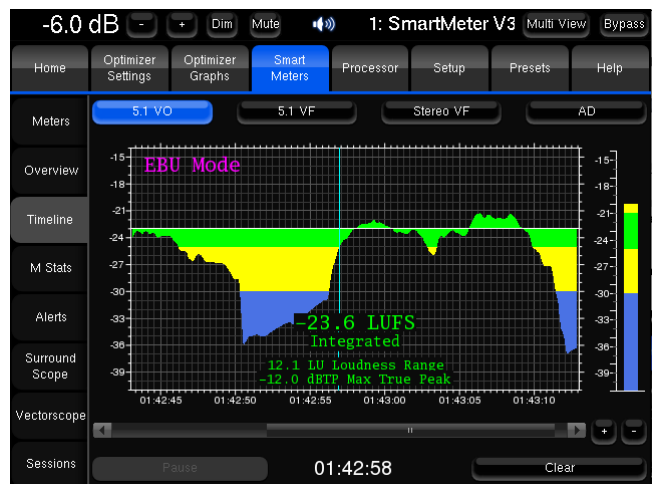 -6.0 dB - + Dim Mute 1: SmartMeter V3 Multi View Bypass
Home Optimizer Settings Optimizer Graphs Smart Meters Processor Setup Presets Help
Meters
Overview
Timeline
M Stats
Alerts
Surround Scope
Vectorscope
Sessions
5.1 VO 5.1 VF Stereo VF AD
EBU Mode
-15
-18
-21
-24
-27
-30
-33
-36
-39
-23.6 LUFS
Integrated
12.1 LU Loudness Range
-12.0 dBTP Max True Peak
01:42:45 01:42:50 01:42:55 01:43:00 01:43:05 01:43:10
-15
-18
-21
-24
-27
-30
-33
-36
-39
+ -
Pause 01:42:58 Clear